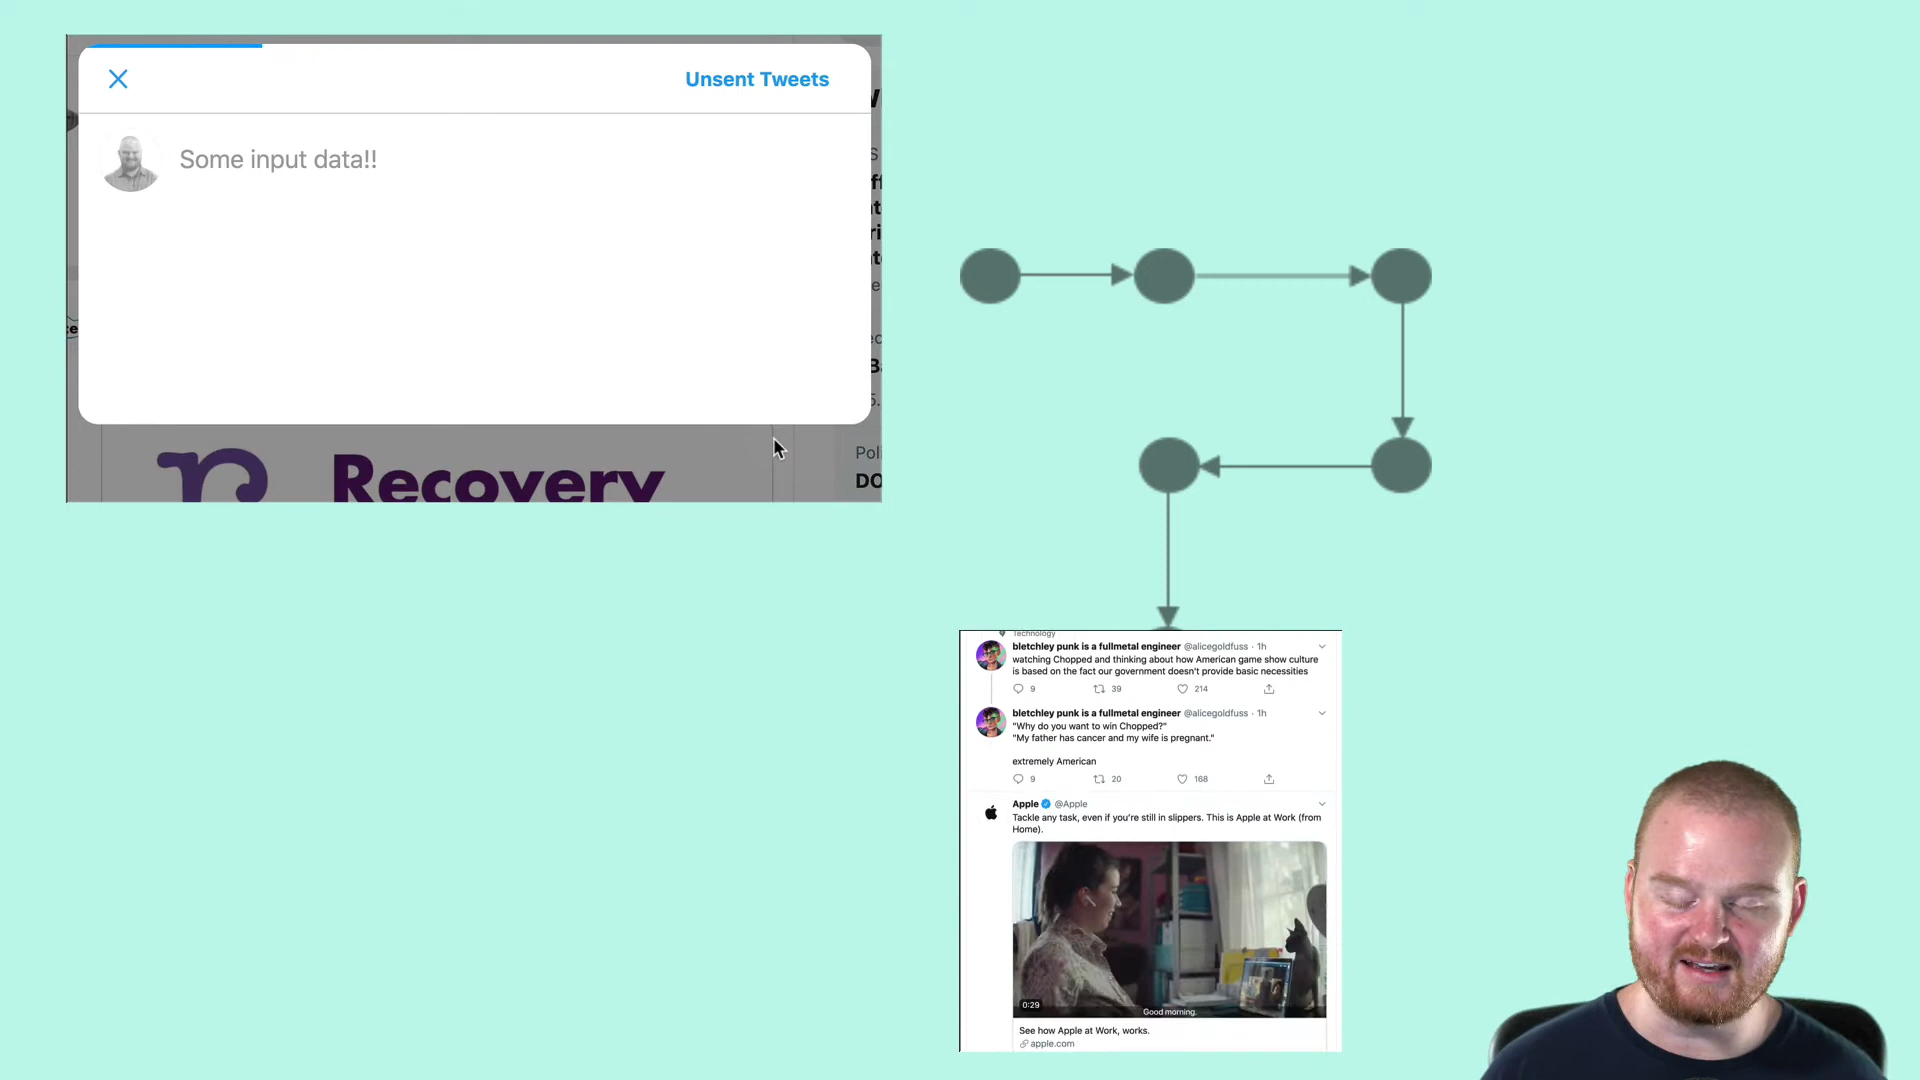 Unsent Tweets
Some input data!!
Recovery
Technology
bletchley punk is a fullmetal engineer @alicegoldfuss · 1h
watching Chopped and thinking about how American game show culture
is based on the fact our government doesn't provide basic necessities
9 39 214
bletchley punk is a fullmetal engineer @alicegoldfuss · 1h
"Why do you want to win Chopped?"
"My father has cancer and my wife is pregnant."
extremely American
9 20 168
Apple @Apple
Tackle any task, even if you're still in slippers. This is Apple at Work (from
Home).
0:29
Good morning.
See how Apple at Work, works.
apple.com